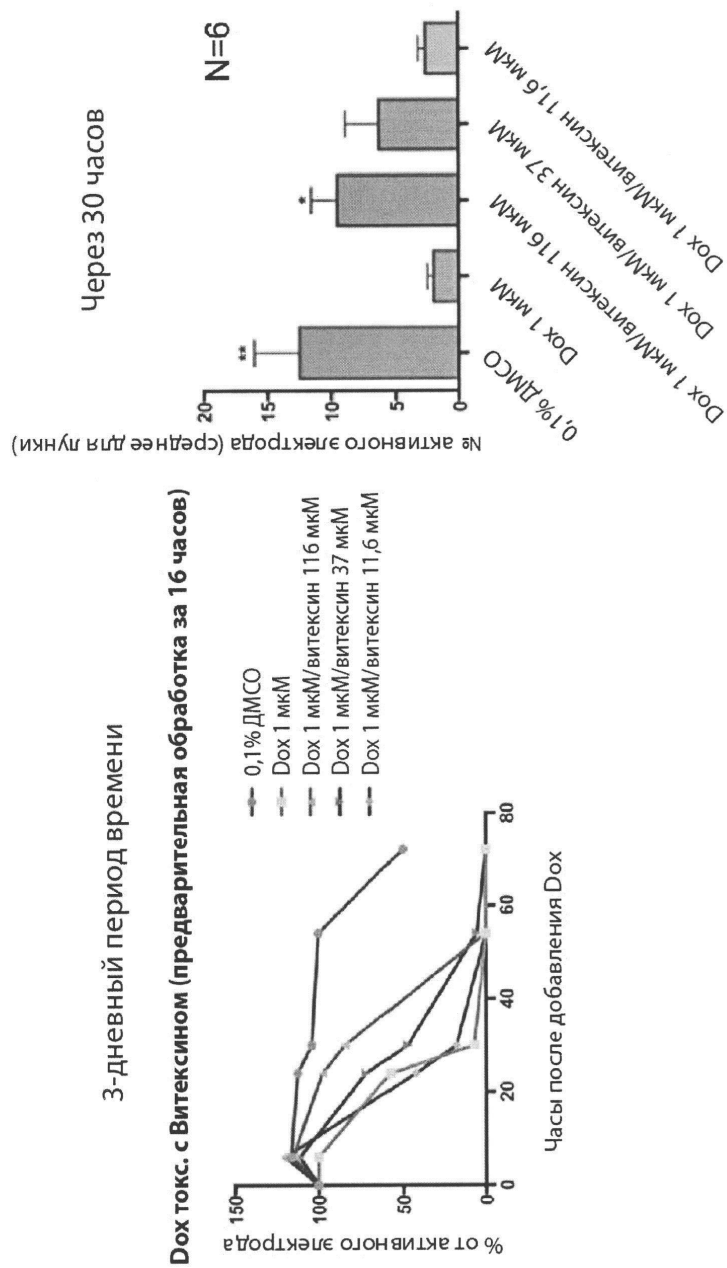 3-дневный период времени
Dox токс. с Витексином (предварительная обработка за 16 часов)
% от активного электрода
150
100
50
0
0
20
40
60
80
Часы после добавления Dox
0,1% ДМСО
Dox 1 мкМ
Dox 1 мкМ/витексин 116 мкМ
Dox 1 мкМ/витексин 37 мкМ
Dox 1 мкМ/витексин 11,6 мкМ
Через 30 часов
N=6
№ активного электрода (среднее для лунки)
20
15
10
5
0
**
*
0,1% ДМСО
Dox 1 мкМ
Dox 1 мкМ/витексин 116 мкМ
Dox 1 мкМ/витексин 37 мкМ
Dox 1 мкМ/витексин 11,6 мкМ